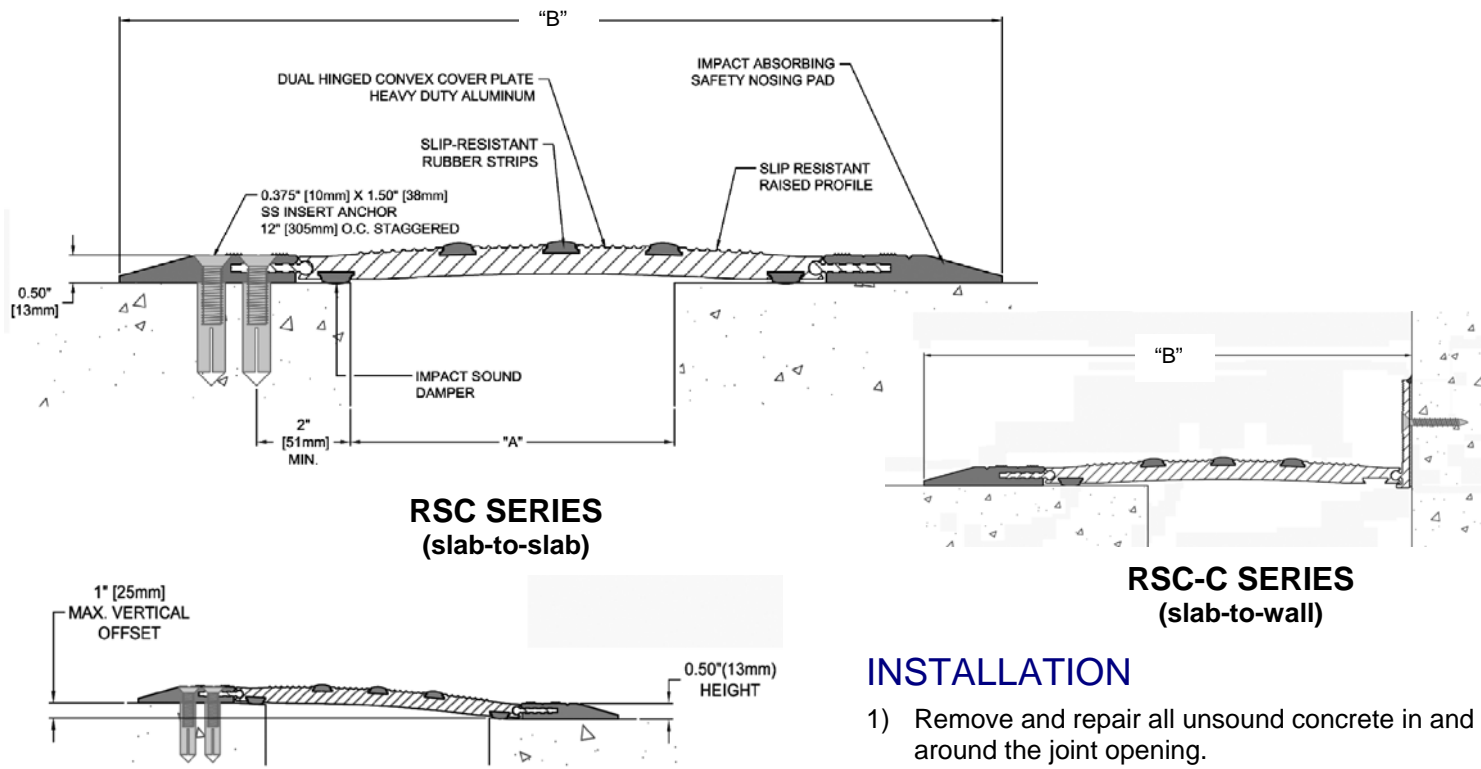 “B”
DUAL HINGED CONVEX COVER PLATE
HEAVY DUTY ALUMINUM
IMPACT ABSORBING
SAFETY NOSING PAD
SLIP-RESISTANT
RUBBER STRIPS
SLIP RESISTANT
RAISED PROFILE
0.375" [10mm] X 1.50" [38mm]
SS INSERT ANCHOR
12" [305mm] O.C. STAGGERED
0.50"
[13mm]
IMPACT SOUND
DAMPER
2"
[51mm]
MIN.
"A"
RSC SERIES
(slab-to-slab)
“B”
RSC-C SERIES
(slab-to-wall)
1" [25mm]
MAX. VERTICAL
OFFSET
0.50"(13mm)
HEIGHT
INSTALLATION
1) Remove and repair all unsound concrete in and
around the joint opening.